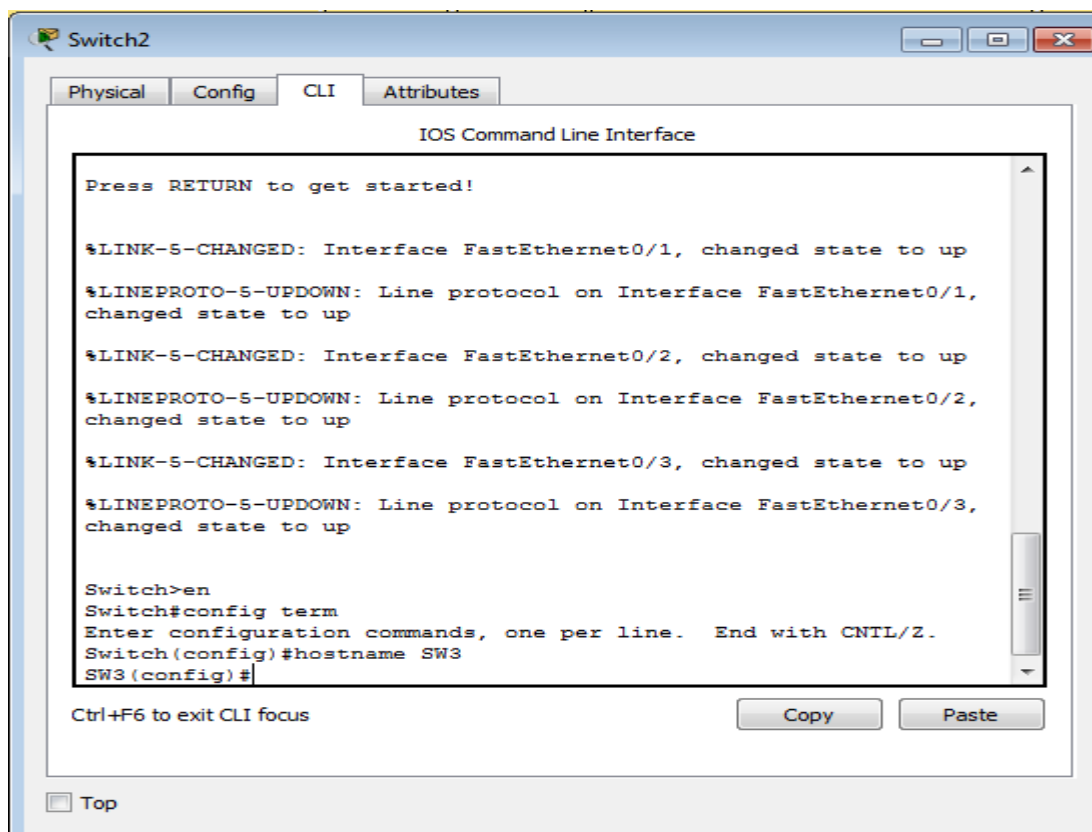 Switch2
Physical Config CLI Attributes
IOS Command Line Interface
Press RETURN to get started!
%LINK-5-CHANGED: Interface FastEthernet0/1, changed state to up
%LINEPROTO-5-UPDOWN: Line protocol on Interface FastEthernet0/1,
changed state to up
%LINK-5-CHANGED: Interface FastEthernet0/2, changed state to up
%LINEPROTO-5-UPDOWN: Line protocol on Interface FastEthernet0/2,
changed state to up
%LINK-5-CHANGED: Interface FastEthernet0/3, changed state to up
%LINEPROTO-5-UPDOWN: Line protocol on Interface FastEthernet0/3,
changed state to up
Switch>en
Switch#config term
Enter configuration commands, one per line.  End with CNTL/Z.
Switch(config)#hostname SW3
SW3(config)#
Ctrl+F6 to exit CLI focus
Copy Paste
Top